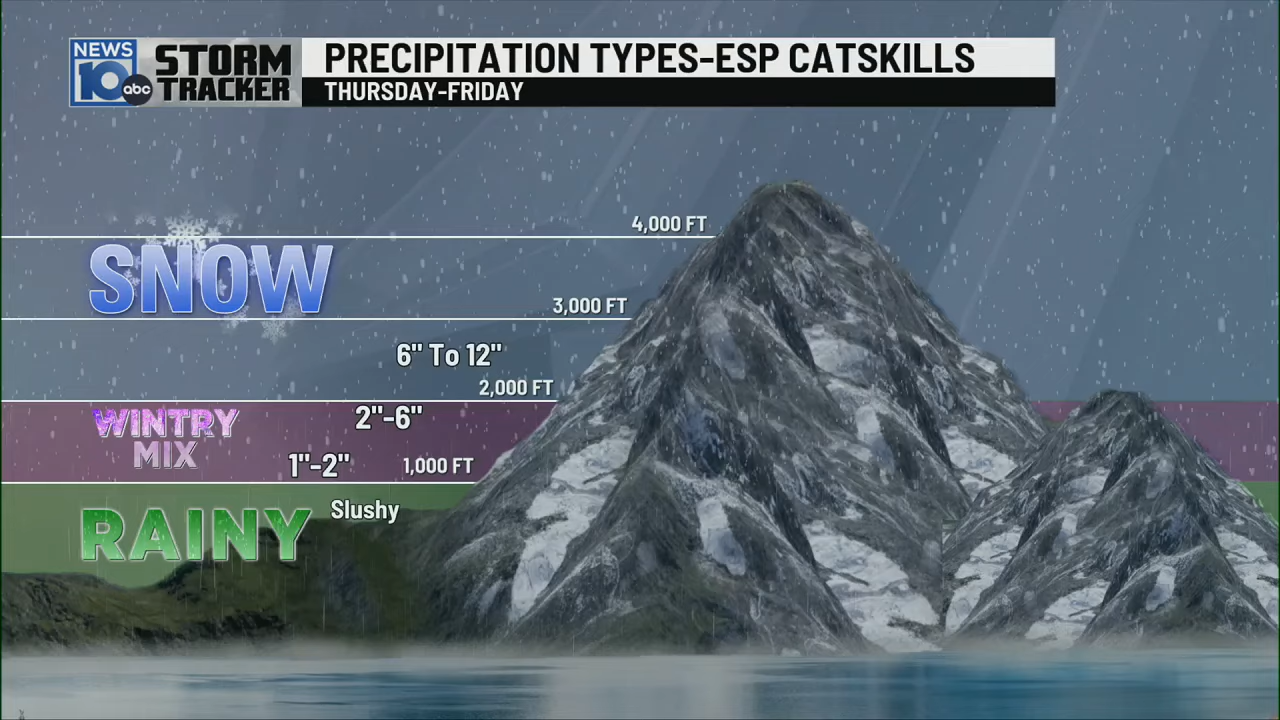 NEWS
10
abc
STORM
TRACKER
PRECIPITATION TYPES-ESP CATSKILLS
THURSDAY-FRIDAY
4,000 FT
SNOW
3,000 FT
6" To 12"
2,000 FT
WINTRY
MIX
2"-6"
1"-2"
1,000 FT
RAINY
Slushy